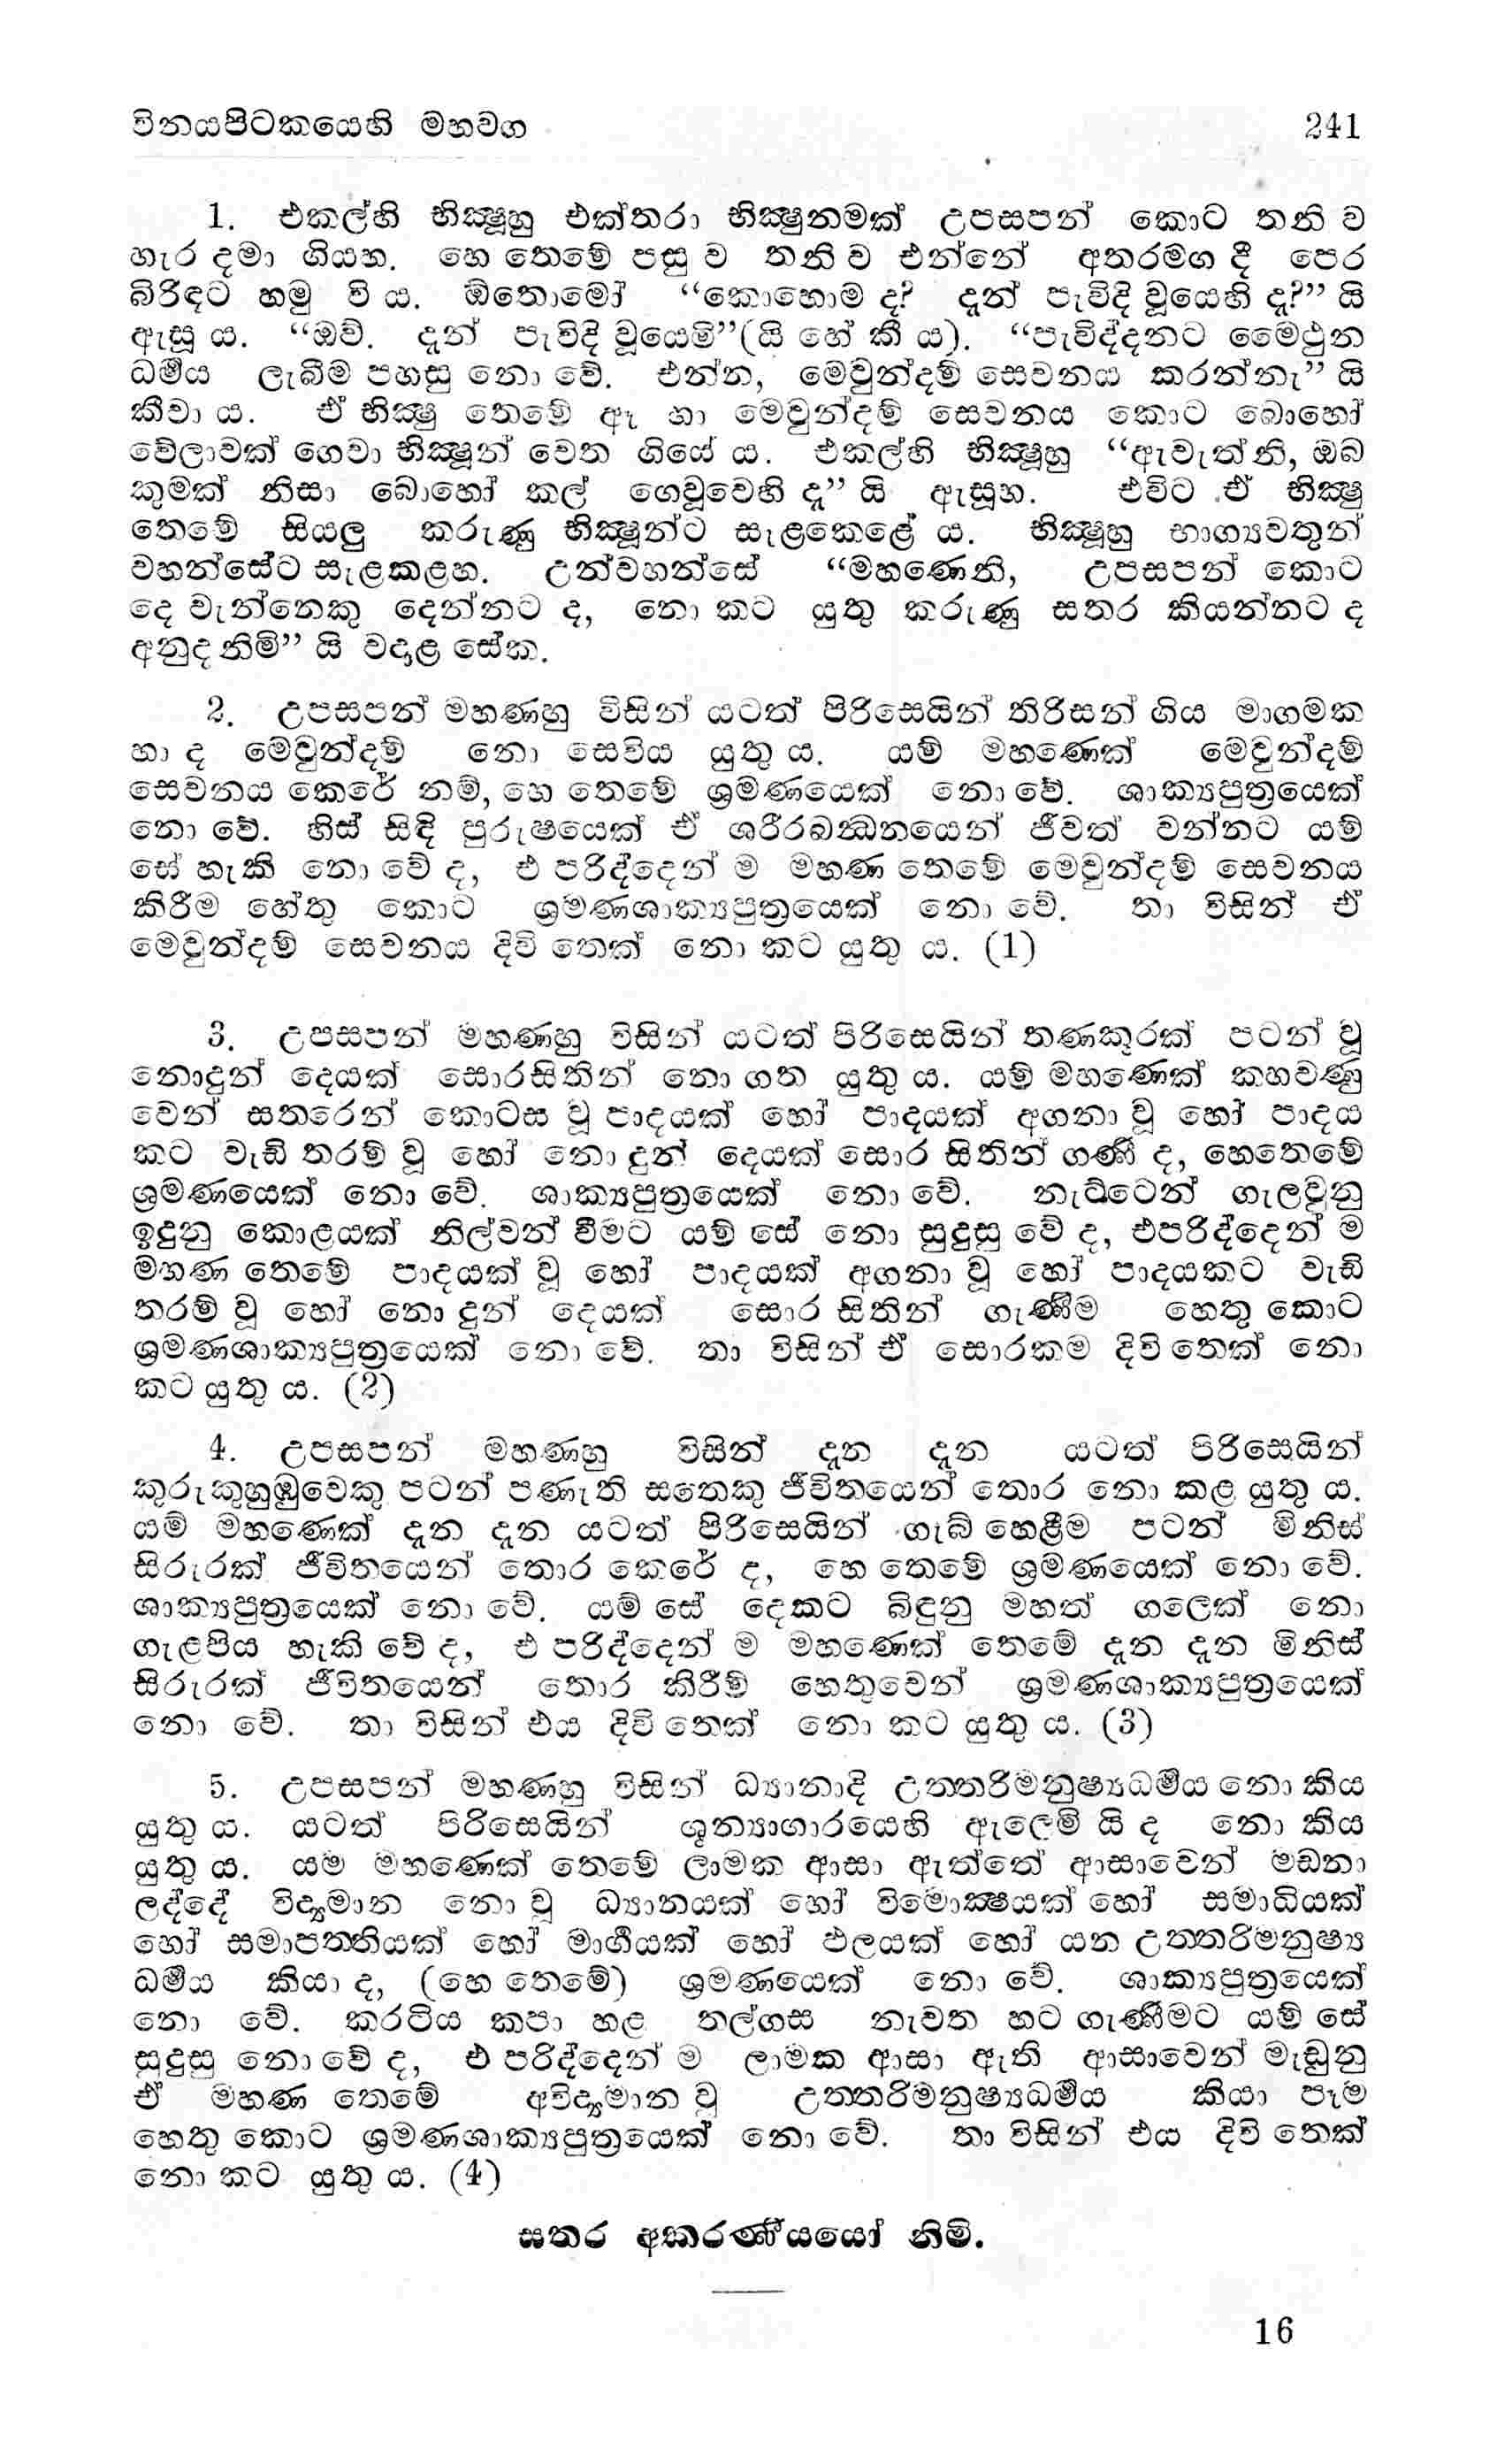 විනයපිටකයෙහි මහවග 241
1. එකල්හි භික්‍ෂූහු එක්තරා භික්‍ෂුනමක් උපසපන් කොට තනි ව
හැර දමා ගියහ. හෙ තෙමේ පසු ව තනි ව එන්නේ අතරමග දී පෙර
බිරිඳට හමු වි ය. ඕතොමෝ “කොහොම ද? දැන් පැවිදි වූයෙහි ද?” යි
ඇසූ ය. “ඔව්. දැන් පැවිදි වූයෙමි”(යි හේ කී ය). “පැවිද්දනට මෛථුන
ධර්‍මය ලැබීම පහසු නො වේ. එන්න, මෙවුන්දම් සෙවනය කරන්නැ” යි
කීවා ය. ඒ භික්‍ෂු තෙමේ ඈ හා මෙවුන්දම් සෙවනය කොට බොහෝ
වේලාවක් ගෙවා භික්‍ෂූන් වෙත ගියේ ය. එකල්හි භික්‍ෂූහු “ඇවැත්නි, ඔබ
කුමක් නිසා බොහෝ කල් ගෙවූවෙහි දැ” යි ඇසූහ. එවිට ඒ භික්‍ෂු
තෙමේ සියලු කරුණු භික්‍ෂූන්ට සැළකෙළේ ය. භික්‍ෂූහු භාග්‍යවතුන්
වහන්සේට සැළකළහ. උන්වහන්සේ “මහණෙනි, උපසපන් කොට
දෙ වැන්නෙකු දෙන්නට ද, නො කට යුතු කරුණු සතර කියන්නට ද
අනුද නිමි” යි වදාළ සේක.
2. උපසපන් මහණහු විසින් යටත් පිරිසෙයින් තිරිසන් ගිය මාගමක
හා ද මෙවුන්දම් නො සෙවිය යුතු ය. යම් මහණෙක් මෙවුන්දම්
සෙවනය කෙරේ නම්, හෙ තෙමේ ශ්‍රමණයෙක් නො වේ. ශාක්‍යපුත්‍රයෙක්
නො වේ. හිස් සිඳි පුරුෂයෙක් ඒ ශරීරබන්‍ධනයෙන් ජීවත් වන්නට යම්
සේ හැකි නො වේ ද, එ පරිද්දෙන් ම මහණ තෙමේ මෙවුන්දම් සෙවනය
කිරීම හේතු කොට ශ්‍රමණශාක්‍යපුත්‍රයෙක් නො වේ. තා විසින් ඒ
මෙවුන්දම් සෙවනය දිවි තෙක් නො කට යුතු ය. (1)
3. උපසපන් මහණහු විසින් යටත් පිරිසෙයින් තණකූරක් පටන් වූ
නොදුන් දෙයක් සොරසිතින් නො ගත යුතු ය. යම් මහණෙක් කහවණු
වෙන් සතරෙන් කොටස වූ පාදයක් හෝ පාදයක් අගනා වූ හෝ පාදය
කට වැඩි තරම් වූ හෝ නො දුන් දෙයක් සොර සිතින් ගණී ද, හෙතෙමේ
ශ්‍රමණයෙක් නො වේ. ශාක්‍යපුත්‍රයෙක් නො වේ. නැට්ටෙන් ගැලවුනු
ඉදුනු කොළයක් නිල්වන් වීමට යම් සේ නො සුදුසු වේ ද, එපරිද්දෙන් ම
මහණ තෙමේ පාදයක් වූ හෝ පාදයක් අගනා වූ හෝ පාදයකට වැඩි
තරම් වූ හෝ නො දුන් දෙයක් සොර සිතින් ගැණීම හෙතු කොට
ශ්‍රමණශාක්‍යපුත්‍රයෙක් නො වේ. තා විසින් ඒ සොරකම දිවි තෙක් නො
කට යුතු ය. (2)
4. උපසපන් මහණහු විසින් දැන දැන යටත් පිරිසෙයින්
කුරුකුහුඹුවෙකු පටන් පණැති සතෙකු ජීවිතයෙන් තොර නො කළ යුතු ය.
යම් මහණෙක් දැන දැන යටත් පිරිසෙයින් ගැබ් හෙළීම පටන් මිනිස්
සිරුරක් ජීවිතයෙන් තොර කෙරේ ද, හෙ තෙමේ ශ්‍රමණයෙක් නො වේ.
ශාක්‍යපුත්‍රයෙක් නො වේ. යම් සේ දෙකට බිඳුනු මහත් ගලෙක් නො
ගැළපිය හැකි වේ ද, එ පරිද්දෙන් ම මහණෙක් තෙමේ දැන දැන මිනිස්
සිරුරක් ජීවිතයෙන් තොර කිරීම් හෙතුවෙන් ශ්‍රමණශාක්‍යපුත්‍රයෙක්
නො වේ. තා විසින් එය දිවි තෙක් නො කට යුතු ය. (3)
5. උපසපන් මහණහු විසින් ධ්‍යානාදි උත්තරිමනුෂ්‍යධර්‍මය නො කිය
යුතු ය. යටත් පිරිසෙයින් ශූන්‍යාගාරයෙහි ඇලෙමි යි ද නො කිය
යුතු ය. යම් මහණෙක් තෙමේ ලාමක ආසා ඇත්තේ ආසාවෙන් මඩනා
ලද්දේ විද්‍යමාන නො වූ ධ්‍යානයක් හෝ විමොක්‍ෂයක් හෝ සමාධියක්
හෝ සමාපත්තියක් හෝ මාර්‍ගයක් හෝ ඵලයක් හෝ යන උත්තරිමනුෂ්‍ය
ධර්‍මය කියා ද, (හෙ තෙමේ) ශ්‍රමණයෙක් නො වේ. ශාක්‍යපුත්‍රයෙක්
නො වේ. කරටිය කපා හළ තල්ගස නැවත හට ගැණීමට යම් සේ
සුදුසු නො වේ ද, එ පරිද්දෙන් ම ලාමක ආසා ඇති ආසාවෙන් මැඩුනු
ඒ මහණ තෙමේ අවිද්‍යමාන වූ උත්තරිමනුෂ්‍යධර්‍මය කියා පෑම
හෙතු කොට ශ්‍රමණශාක්‍යපුත්‍රයෙක් නො වේ. තා විසින් එය දිවි තෙක්
නො කට යුතු ය. (4)
සතර අකරණීයයෝ නිමි.
16